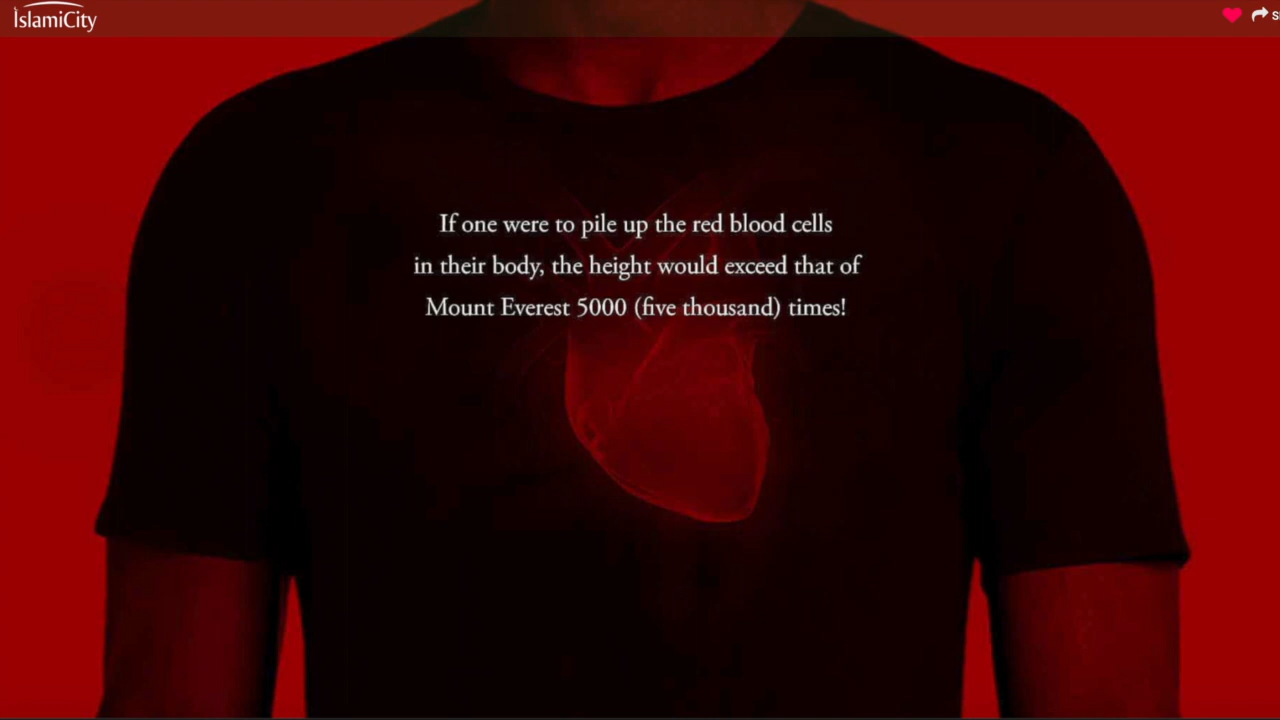 IslamiCity
s
If one were to pile up the red blood cells
in their body, the height would exceed that of
Mount Everest 5000 (five thousand) times!